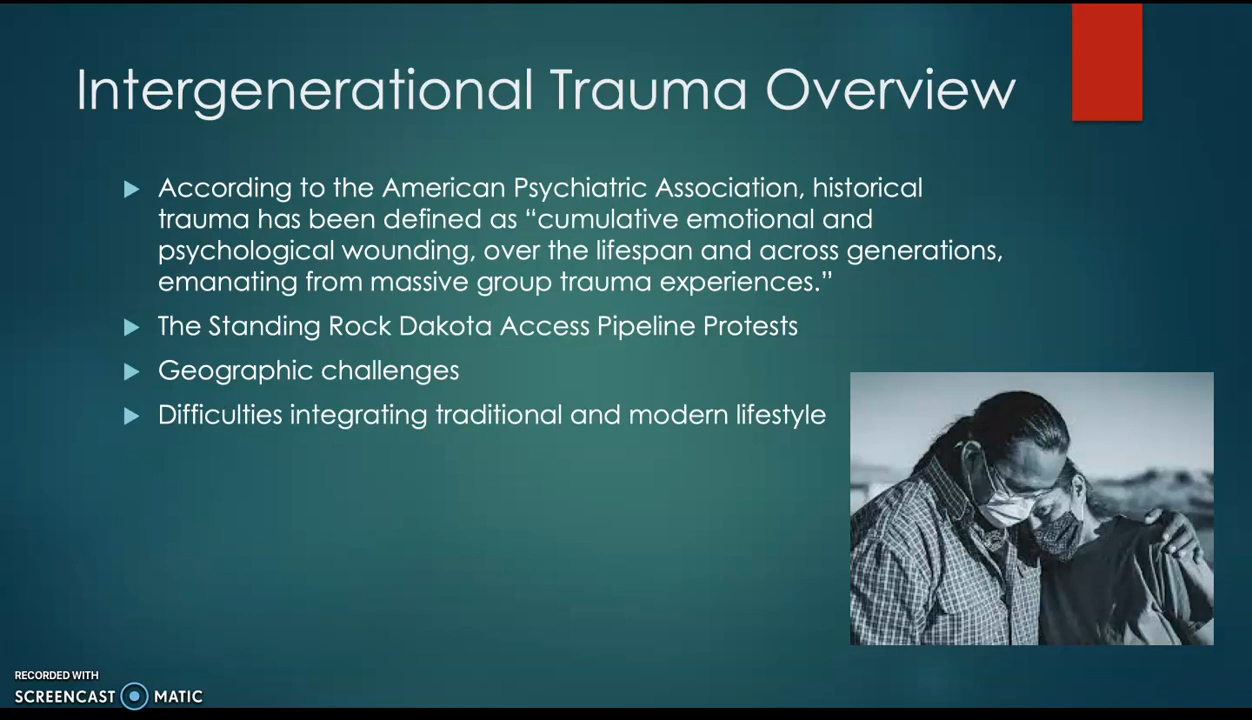 Intergenerational Trauma Overview
According to the American Psychiatric Association, historical
trauma has been defined as “cumulative emotional and
psychological wounding, over the lifespan and across generations,
emanating from massive group trauma experiences.”
The Standing Rock Dakota Access Pipeline Protests
Geographic challenges
Difficulties integrating traditional and modern lifestyle
RECORDED WITH
SCREENCAST MATIC